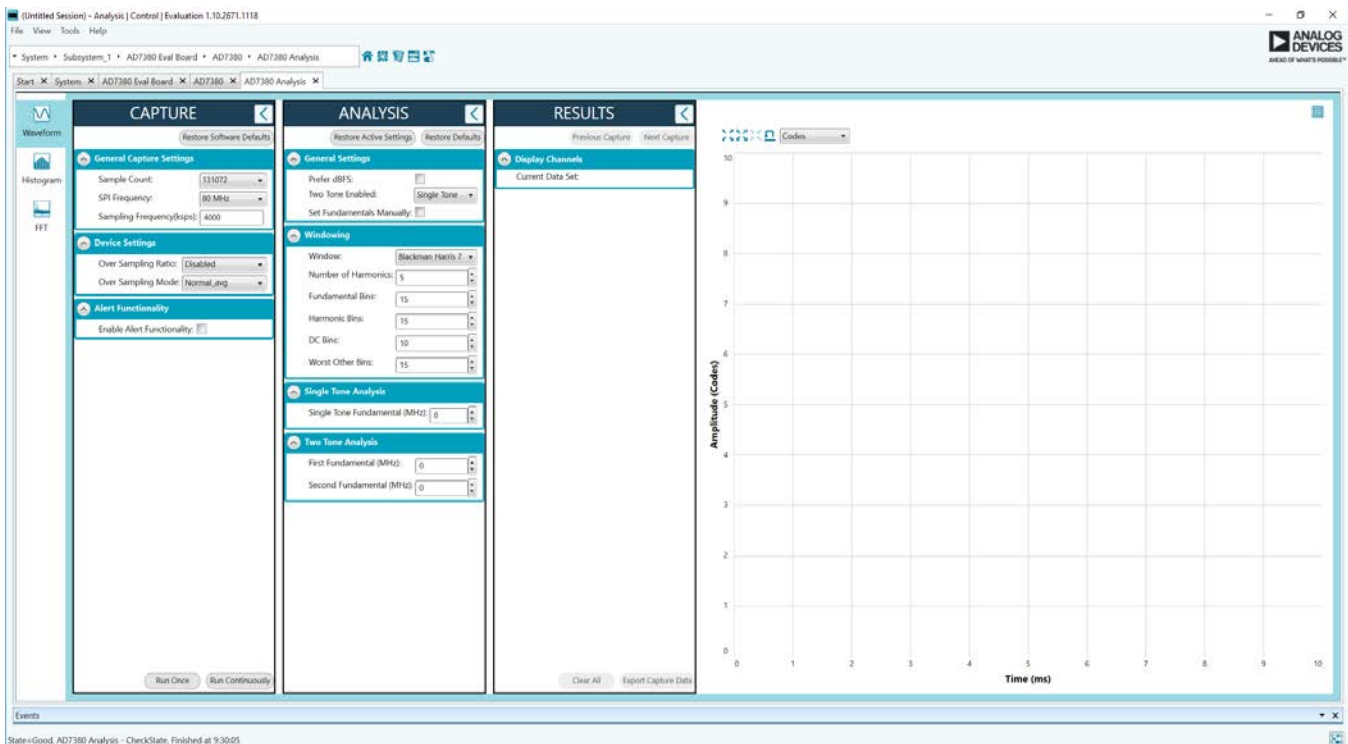 (Untitled Session) - Analysis | Control | Evaluation 1.10.2671.1118
File View Tools Help
System • Subsystem_1 • AD7380 Eval Board • AD7380 • AD7380 Analysis
ANALOG DEVICES
AHEAD OF WHAT'S POSSIBLE™
Start System AD7380 Eval Board AD7380 AD7380 Analysis
Waveform
Histogram
FFT
CAPTURE
Restore Software Defaults
General Capture Settings
Sample Count: 131072
SPI Frequency: 80 MHz
Sampling Frequency(ksps): 4000
Device Settings
Over Sampling Ratio: Disabled
Over Sampling Mode: Normal_avg
Alert Functionality
Enable Alert Functionality:
Run Once Run Continuously
ANALYSIS
Restore Active Settings Restore Defaults
General Settings
Prefer dBFS:
Two Tone Enabled: Single Tone
Set Fundamentals Manually:
Windowing
Window: Blackman Harris 7
Number of Harmonics: 5
Fundamental Bins: 15
Harmonic Bins: 15
DC Bins: 10
Worst Other Bins: 15
Single Tone Analysis
Single Tone Fundamental (MHz): 0
Two Tone Analysis
First Fundamental (MHz): 0
Second Fundamental (MHz): 0
RESULTS
Previous Capture Next Capture
Display Channels
Current Data Set:
Clear All Export Capture Data
Codes
10
9
8
7
6
5
4
3
2
1
0
Amplitude (Codes)
0 1 2 3 4 5 6 7 8 9 10
Time (ms)
Events
State=Good, AD7380 Analysis - CheckState, Finished at 9:30:05